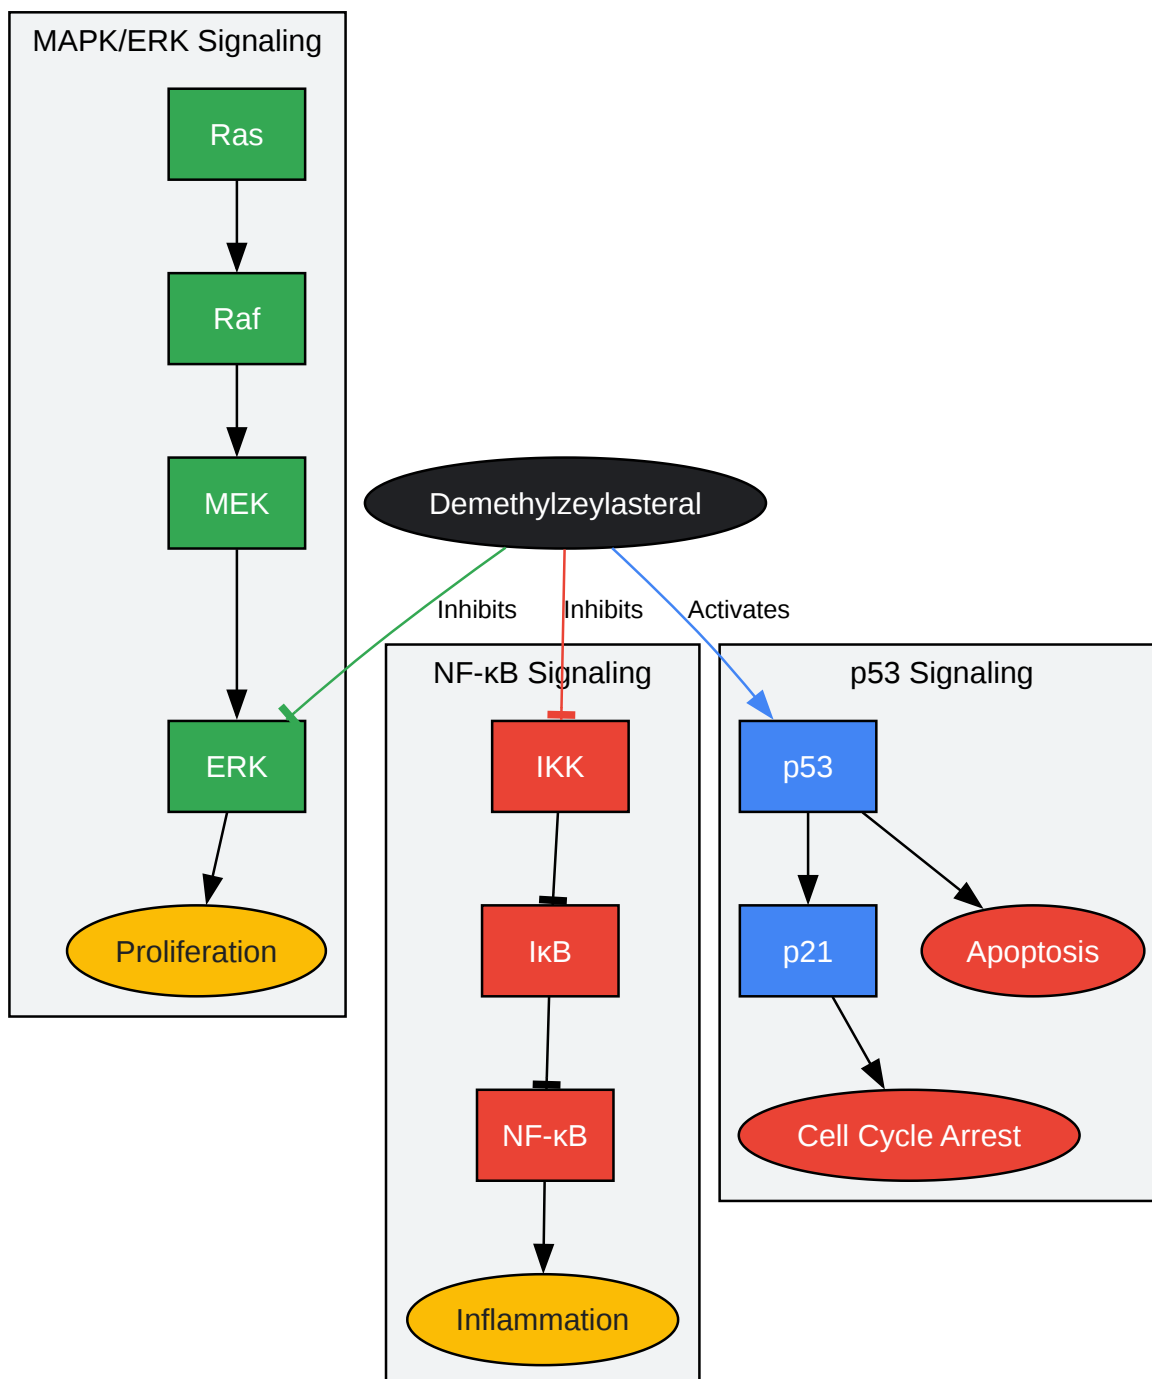 MAPK/ERK Signaling
Ras
Raf
MEK
Demethylzeylasteral
Inhibits
Inhibits
Activates
NF-κB Signaling
p53 Signaling
ERK
IKK
p53
Proliferation
IκB
p21
Apoptosis
NF-κB
Cell Cycle Arrest
Inflammation